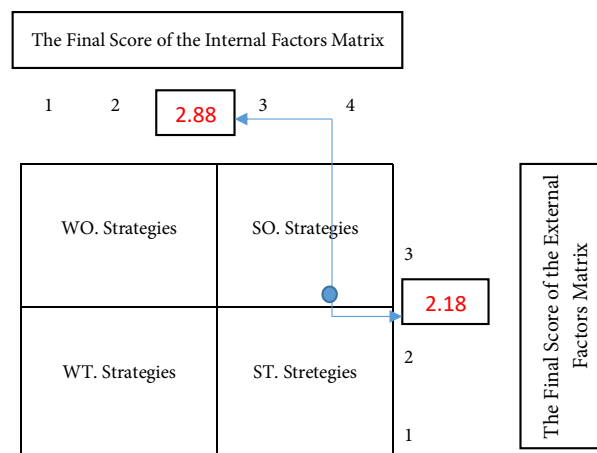 The Final Score of the Internal Factors Matrix
1 2 2.88 3 4
WO. Strategies SO. Strategies
3
2.18
WT. Strategies ST. Stretegies
2
1
The Final Score of the External
Factors Matrix